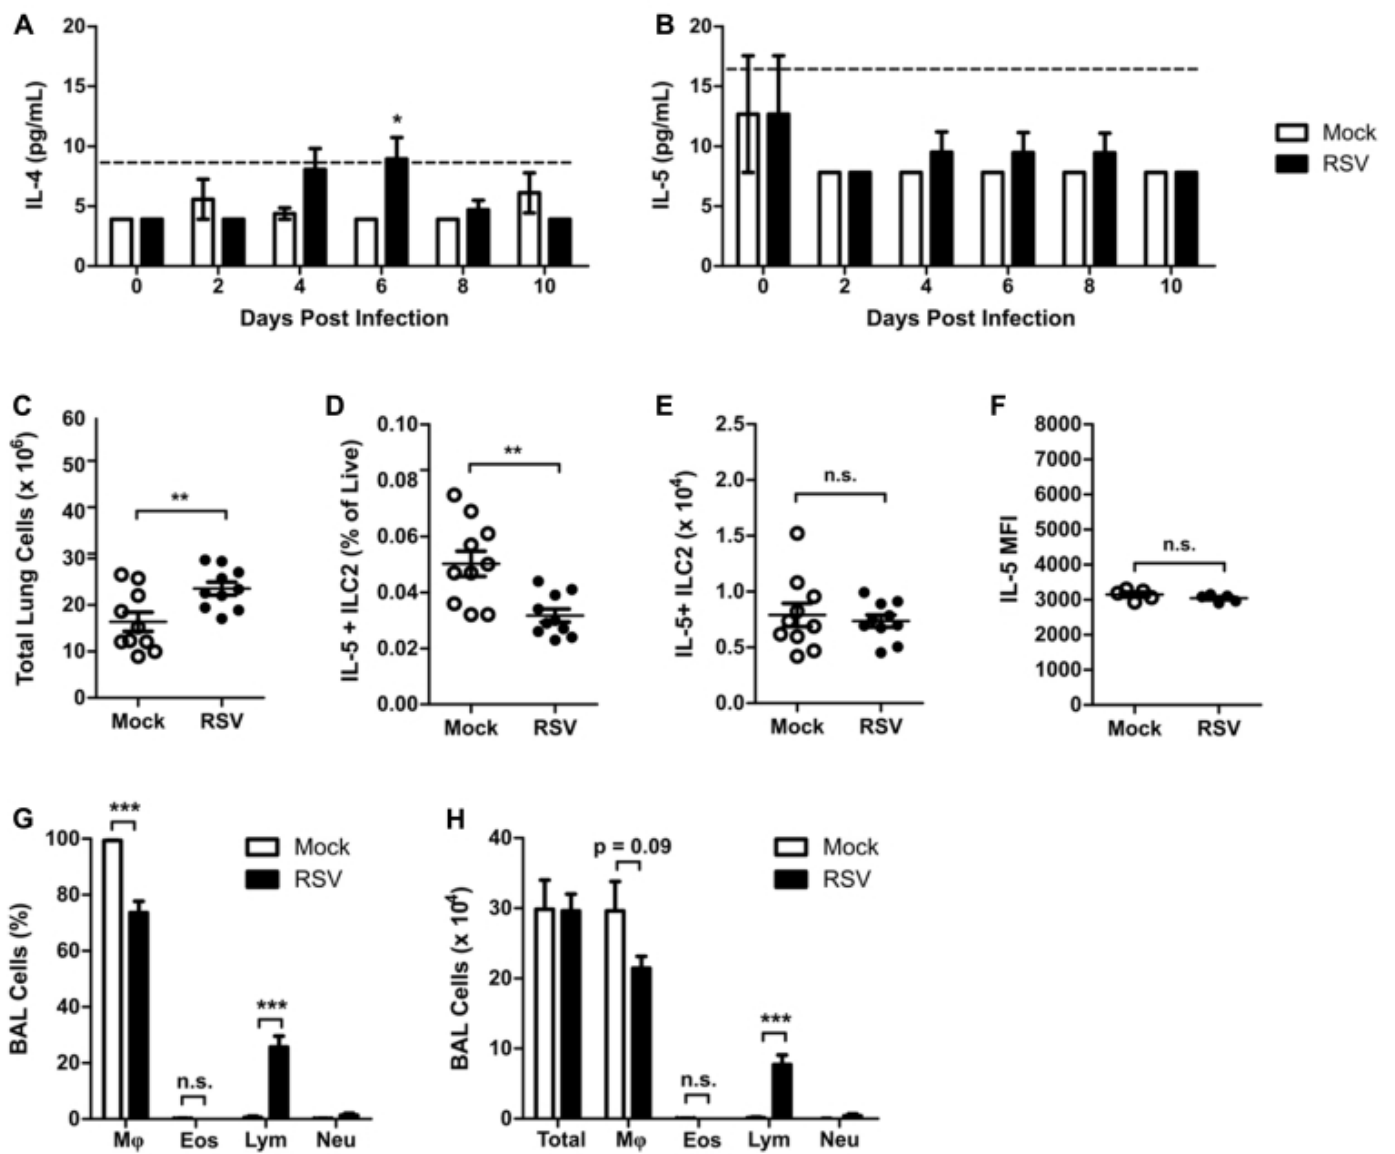 A
B
20
15
10
5
0
IL-4 (pg/mL)
*
0 2 4 6 8 10
Days Post Infection
20
15
10
5
0
IL-5 (pg/mL)
0 2 4 6 8 10
Days Post Infection
Mock
RSV
C
60
50
40
30
20
10
0
Total Lung Cells (x 10⁶)
**
Mock RSV
D
0.10
0.08
0.06
0.04
0.02
0.00
IL-5 + ILC2 (% of Live)
**
Mock RSV
E
2.5
2.0
1.5
1.0
0.5
0.0
IL-5+ ILC2 (x 10⁴)
n.s.
Mock RSV
F
8000
7000
6000
5000
4000
3000
2000
1000
0
IL-5 MFI
n.s.
Mock RSV
G
100
80
60
40
20
0
BAL Cells (%)
***
n.s.
***
Mφ Eos Lym Neu
Mock
RSV
H
40
30
20
10
0
BAL Cells (x 10⁴)
p = 0.09
n.s.
***
Total Mφ Eos Lym Neu
Mock
RSV